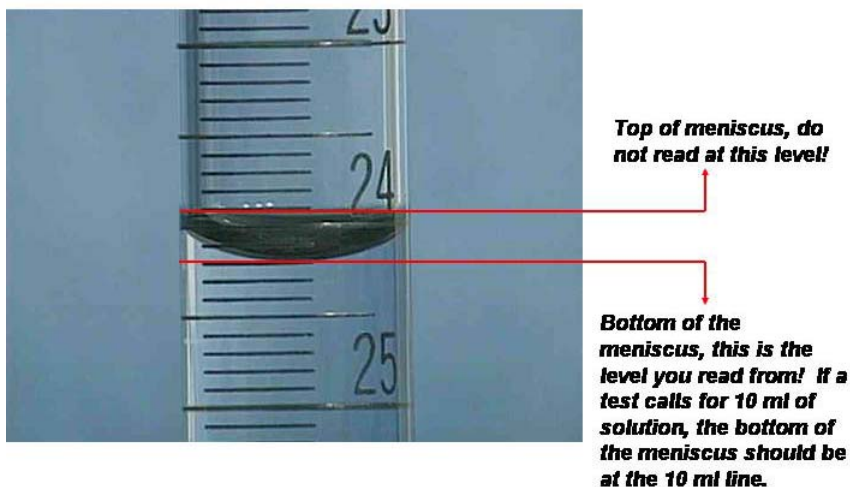 23
24
25
Top of meniscus, do
not read at this level!
Bottom of the
meniscus, this is the
level you read from! If a
test calls for 10 ml of
solution, the bottom of
the meniscus should be
at the 10 ml line.